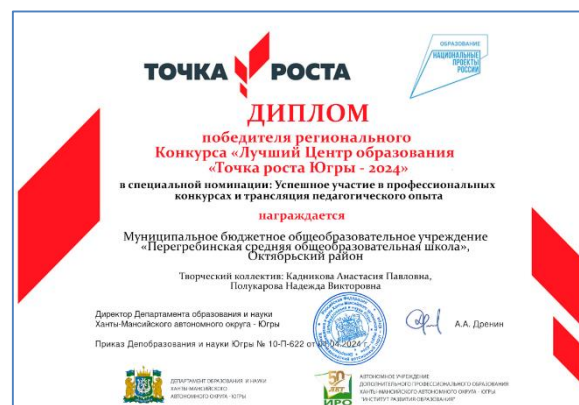 ТОЧКА РОСТА
ОБРАЗОВАНИЕ
НАЦИОНАЛЬНЫЕ
ПРОЕКТЫ
РОССИИ
ДИПЛОМ
победителя регионального
Конкурса «Лучший Центр образования
«Точка роста Югры - 2024»
в специальной номинации: Успешное участие в профессиональных
конкурсах и трансляция педагогического опыта
награждается
Муниципальное бюджетное общеобразовательное учреждение
«Перегребинская средняя общеобразовательная школа»,
Октябрьский район
Творческий коллектив: Кадникова Анастасия Павловна,
Полукарова Надежда Викторовна
Директор Департамента образования и науки
Ханты-Мансийского автономного округа - Югры
А.А. Дренин
Приказ Депобразования и науки Югры № 10-П-622 от .04.2024 г.
ДЕПАРТАМЕНТ ОБРАЗОВАНИЯ И НАУКИ
ХАНТЫ-МАНСИЙСКОГО
АВТОНОМНОГО ОКРУГА - ЮГРЫ
50
ЛЕТ
ИРО
АВТОНОМНОЕ УЧРЕЖДЕНИЕ
ДОПОЛНИТЕЛЬНОГО ПРОФЕССИОНАЛЬНОГО ОБРАЗОВАНИЯ
ХАНТЫ-МАНСИЙСКОГО АВТОНОМНОГО ОКРУГА - ЮГРЫ
"ИНСТИТУТ РАЗВИТИЯ ОБРАЗОВАНИЯ"